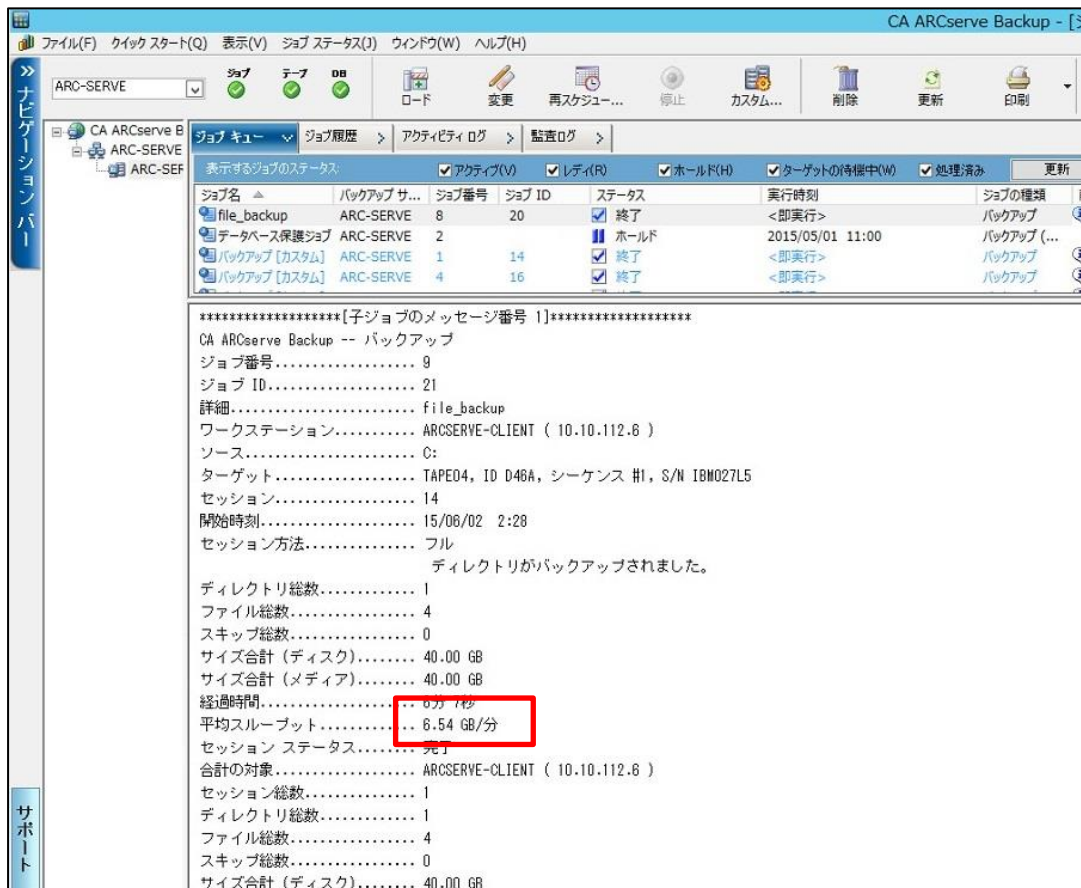 CA ARCserve Backup - [
ファイル(F) クイック スタート(Q) 表示(V) ジョブ ステータス(J) ウィンドウ(W) ヘルプ(H)
ARC-SERVE
ジョブ テープ DB
ロード 変更 再スケジュー... 停止 カスタム... 削除 更新 印刷
ナビゲーション バー
CA ARCserve B
ARC-SERVE
ARC-SEF
ジョブ キュー ジョブ履歴 アクティビティ ログ 監査ログ
表示するジョブのステータス: アクティブ(V) レディ(R) ホールド(H) ターゲットの待機中(W) 処理済み 更新
ジョブ名 バックアップ サ... ジョブ番号 ジョブ ID ステータス 実行時刻 ジョブの種類
file_backup ARC-SERVE 8 20 終了 <即実行> バックアップ
データベース保護ジョブ ARC-SERVE 2 ホールド 2015/05/01 11:00 バックアップ (...
バックアップ [カスタム] ARC-SERVE 1 14 終了 <即実行> バックアップ
バックアップ [カスタム] ARC-SERVE 4 16 終了 <即実行> バックアップ
*******************[子ジョブのメッセージ番号 1]*******************
CA ARCserve Backup -- バックアップ
ジョブ番号................... 9
ジョブ ID.................... 21
詳細......................... file_backup
ワークステーション........... ARCSERVE-CLIENT ( 10.10.112.6 )
ソース....................... C:
ターゲット................... TAPE04, ID D46A, シーケンス #1, S/N IBM027L5
セッション................... 14
開始時刻..................... 15/06/02 2:28
セッション方法............... フル
ディレクトリがバックアップされました。
ディレクトリ総数............. 1
ファイル総数................. 4
スキップ総数................. 0
サイズ合計 (ディスク)........ 40.00 GB
サイズ合計 (メディア)........ 40.00 GB
経過時間..................... 6分 7秒
平均スループット............. 6.54 GB/分
セッション ステータス........ 完了
合計の対象................... ARCSERVE-CLIENT ( 10.10.112.6 )
セッション総数............... 1
ディレクトリ総数............. 1
ファイル総数................. 4
スキップ総数................. 0
サイズ合計 (ディスク)........ 40.00 GB
サポート